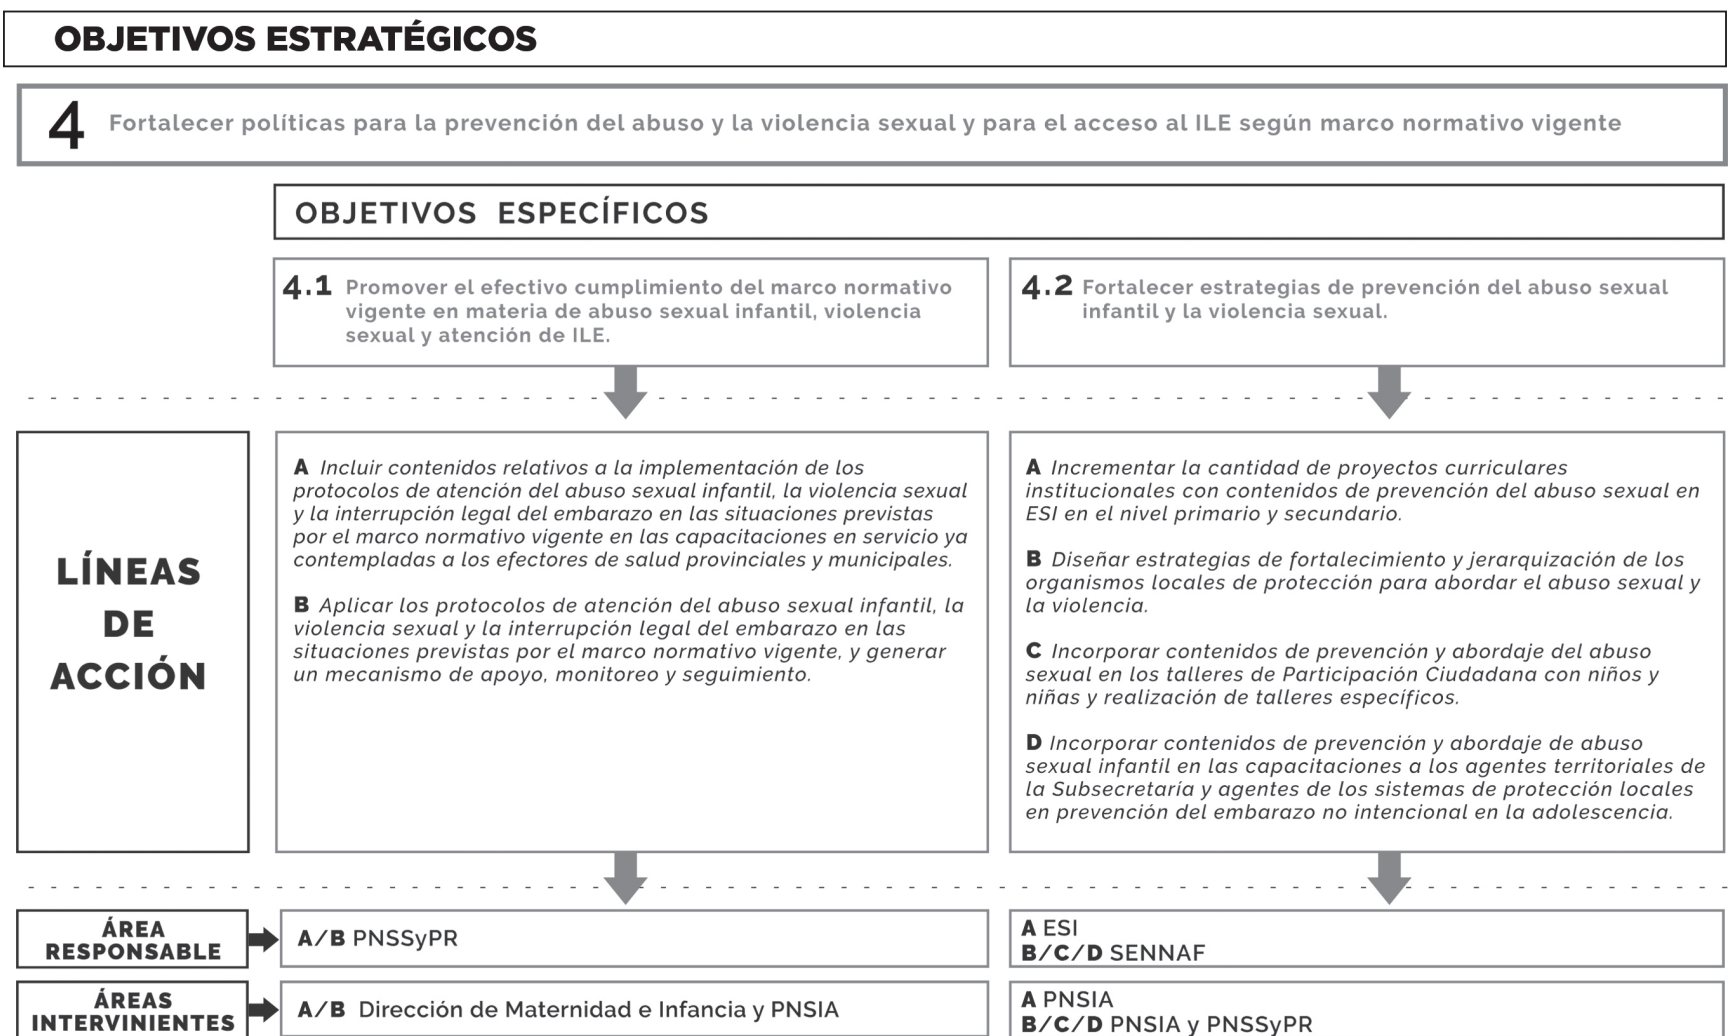 OBJETIVOS ESTRATÉGICOS
4 Fortalecer políticas para la prevención del abuso y la violencia sexual y para el acceso al ILE según marco normativo vigente
OBJETIVOS ESPECÍFICOS
4.1 Promover el efectivo cumplimiento del marco normativo
vigente en materia de abuso sexual infantil, violencia
sexual y atención de ILE.
4.2 Fortalecer estrategias de prevención del abuso sexual
infantil y la violencia sexual.
LÍNEAS
DE
ACCIÓN
A Incluir contenidos relativos a la implementación de los
protocolos de atención del abuso sexual infantil, la violencia sexual
y la interrupción legal del embarazo en las situaciones previstas
por el marco normativo vigente en las capacitaciones en servicio ya
contempladas a los efectores de salud provinciales y municipales.
B Aplicar los protocolos de atención del abuso sexual infantil, la
violencia sexual y la interrupción legal del embarazo en las
situaciones previstas por el marco normativo vigente, y generar
un mecanismo de apoyo, monitoreo y seguimiento.
A Incrementar la cantidad de proyectos curriculares
institucionales con contenidos de prevención del abuso sexual en
ESI en el nivel primario y secundario.
B Diseñar estrategias de fortalecimiento y jerarquización de los
organismos locales de protección para abordar el abuso sexual y
la violencia.
C Incorporar contenidos de prevención y abordaje del abuso
sexual en los talleres de Participación Ciudadana con niños y
niñas y realización de talleres específicos.
D Incorporar contenidos de prevención y abordaje de abuso
sexual infantil en las capacitaciones a los agentes territoriales de
la Subsecretaría y agentes de los sistemas de protección locales
en prevención del embarazo no intencional en la adolescencia.
ÁREA
RESPONSABLE
A/B PNSSyPR
A ESI
B/C/D SENNAF
ÁREAS
INTERVINIENTES
A/B Dirección de Maternidad e Infancia y PNSIA
A PNSIA
B/C/D PNSIA y PNSSyPR